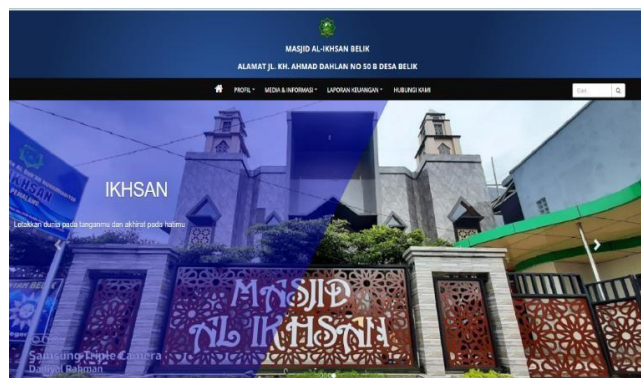 MASJID AL-IKHSAN BELIK
ALAMAT JL. KH. AHMAD DAHLAN NO 50 B DESA BELIK
PROFIL
MEDIA & INFORMASI
LAPORAN KEUANGAN
HUBUNGI KAMI
Cari
IKHSAN
IKHSAN
PEMALANG
Letakkan dunia pada tanganmu dan akhirat pada hatimu
MASJID
AL IKHSAN
Samsung Triple Camera
Daniyal Rahman